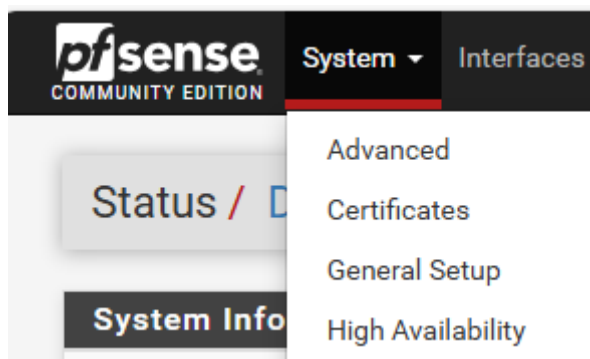 pfsense System Interfaces
COMMUNITY EDITION
Advanced
Status /
Certificates
General Setup
System Info
High Availability